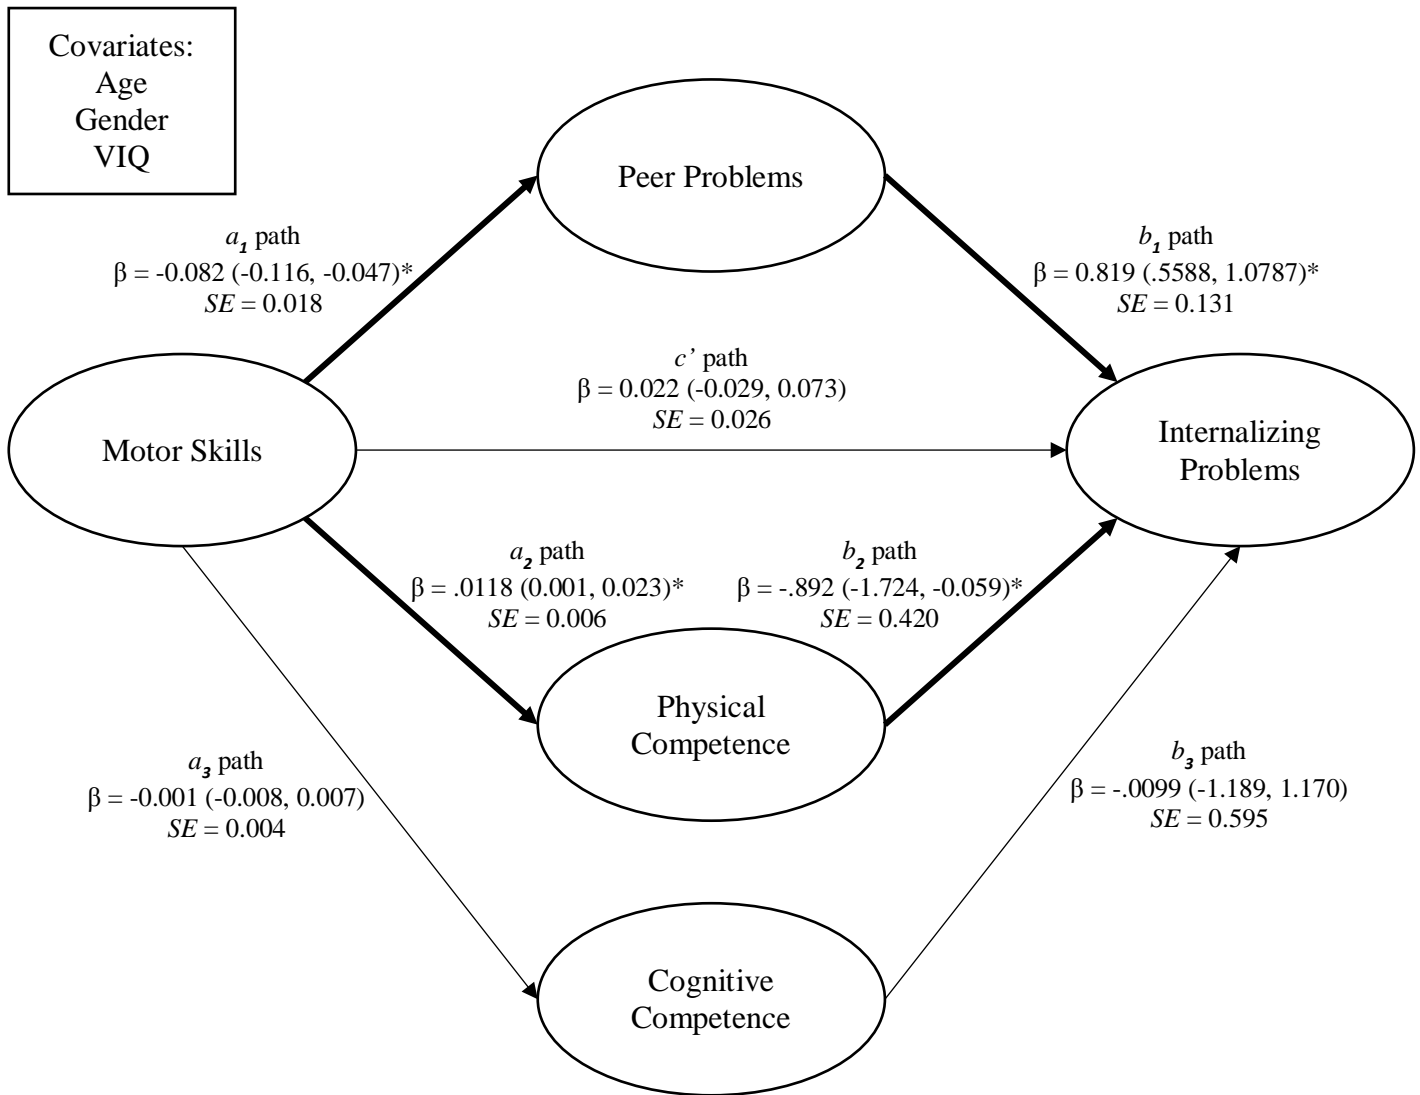 Covariates:
Age
Gender
VIQ
Peer Problems
a1 path
β = -0.082 (-0.116, -0.047)*
SE = 0.018
b1 path
β = 0.819 (.5588, 1.0787)*
SE = 0.131
c’ path
β = 0.022 (-0.029, 0.073)
SE = 0.026
Motor Skills
Internalizing
Problems
a2 path
β = .0118 (0.001, 0.023)*
SE = 0.006
b2 path
β = -.892 (-1.724, -0.059)*
SE = 0.420
Physical
Competence
a3 path
β = -0.001 (-0.008, 0.007)
SE = 0.004
b3 path
β = -.0099 (-1.189, 1.170)
SE = 0.595
Cognitive
Competence